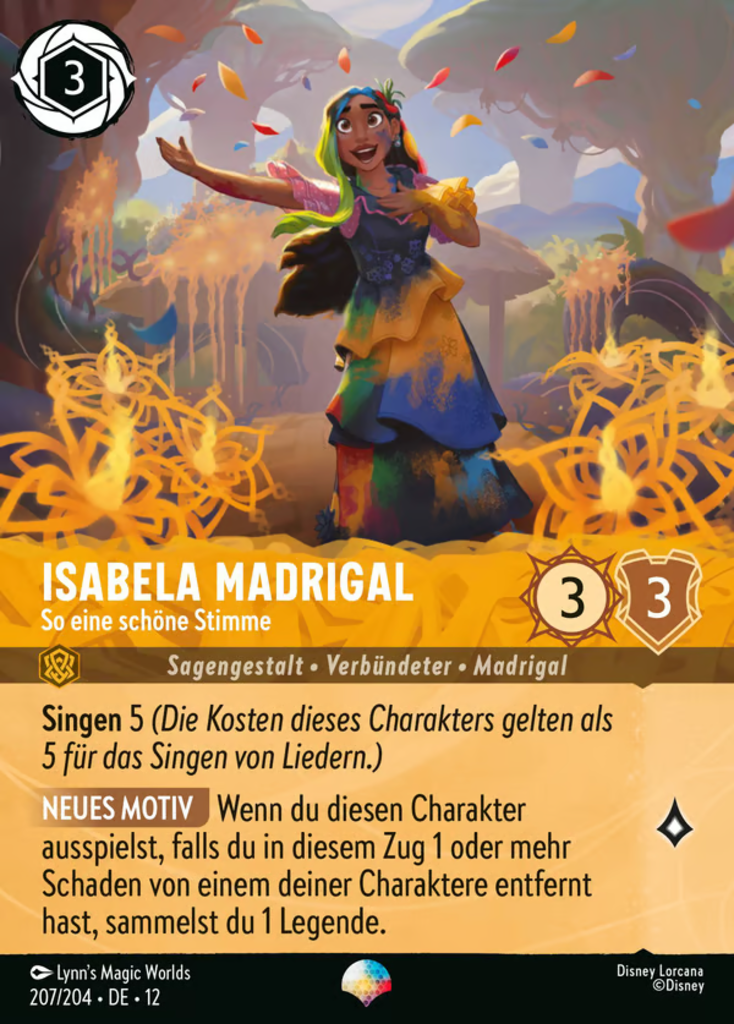 3
ISABELA MADRIGAL
So eine schöne Stimme
3
3
Sagengestalt • Verbündeter • Madrigal
Singen 5 (Die Kosten dieses Charakters gelten als
5 für das Singen von Liedern.)
NEUES MOTIV Wenn du diesen Charakter
ausspielst, falls du in diesem Zug 1 oder mehr
Schaden von einem deiner Charaktere entfernt
hast, sammelst du 1 Legende.
Lynn's Magic Worlds
207/204 • DE • 12
Disney Lorcana
©Disney